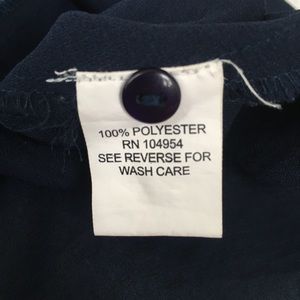 100% POLYESTER
RN 104954
SEE REVERSE FOR
WASH CARE